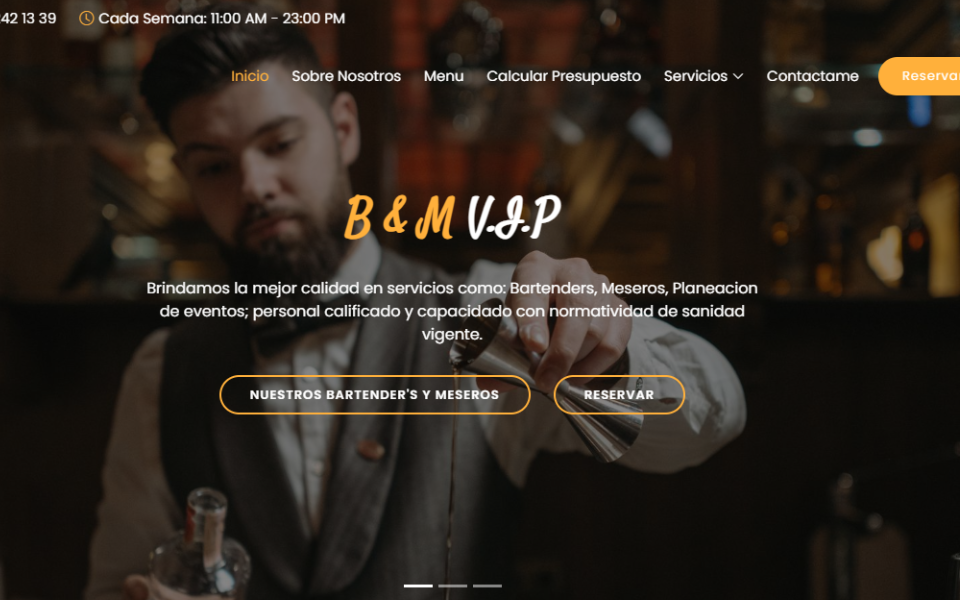 42 13 39 Cada Semana: 11:00 AM - 23:00 PM
Inicio Sobre Nosotros Menu Calcular Presupuesto Servicios Contactame Reservar
B & M V.I.P
Brindamos la mejor calidad en servicios como: Bartenders, Meseros, Planeacion
de eventos; personal calificado y capacidado con normatividad de sanidad
vigente.
NUESTROS BARTENDER'S Y MESEROS RESERVAR